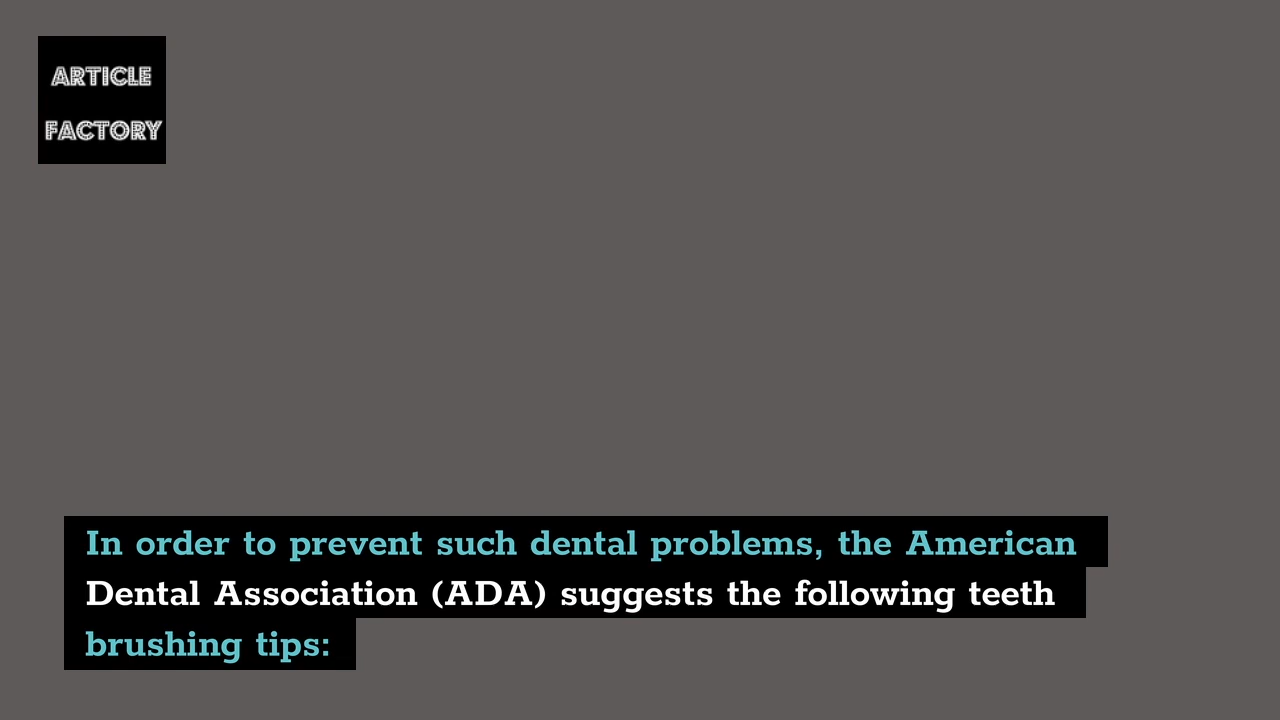 ARTICLE
FACTORY
In order to prevent such dental problems, the American
Dental Association (ADA) suggests the following teeth
brushing tips: